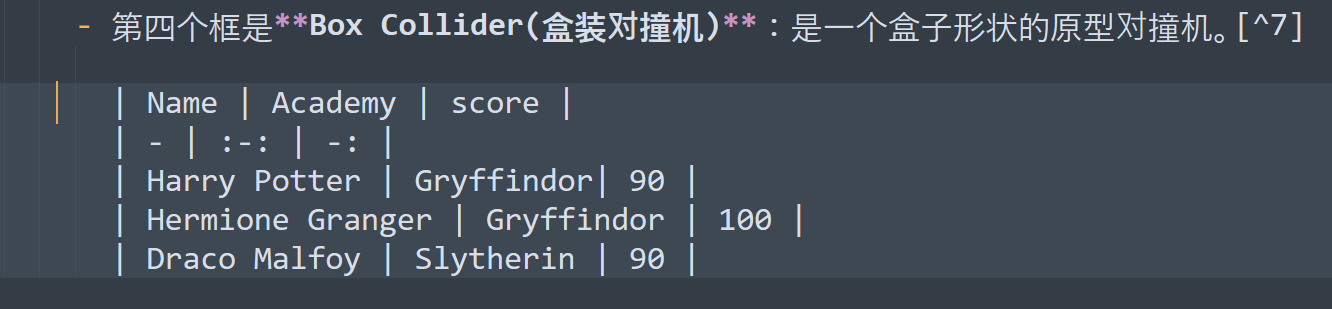 - 第四个框是**Box Collider(盒装对撞机)**：是一个盒子形状的原型对撞机。[^7]
| Name | Academy | score |
| - | :-: | -: |
| Harry Potter | Gryffindor| 90 |
| Hermione Granger | Gryffindor | 100 |
| Draco Malfoy | Slytherin | 90 |